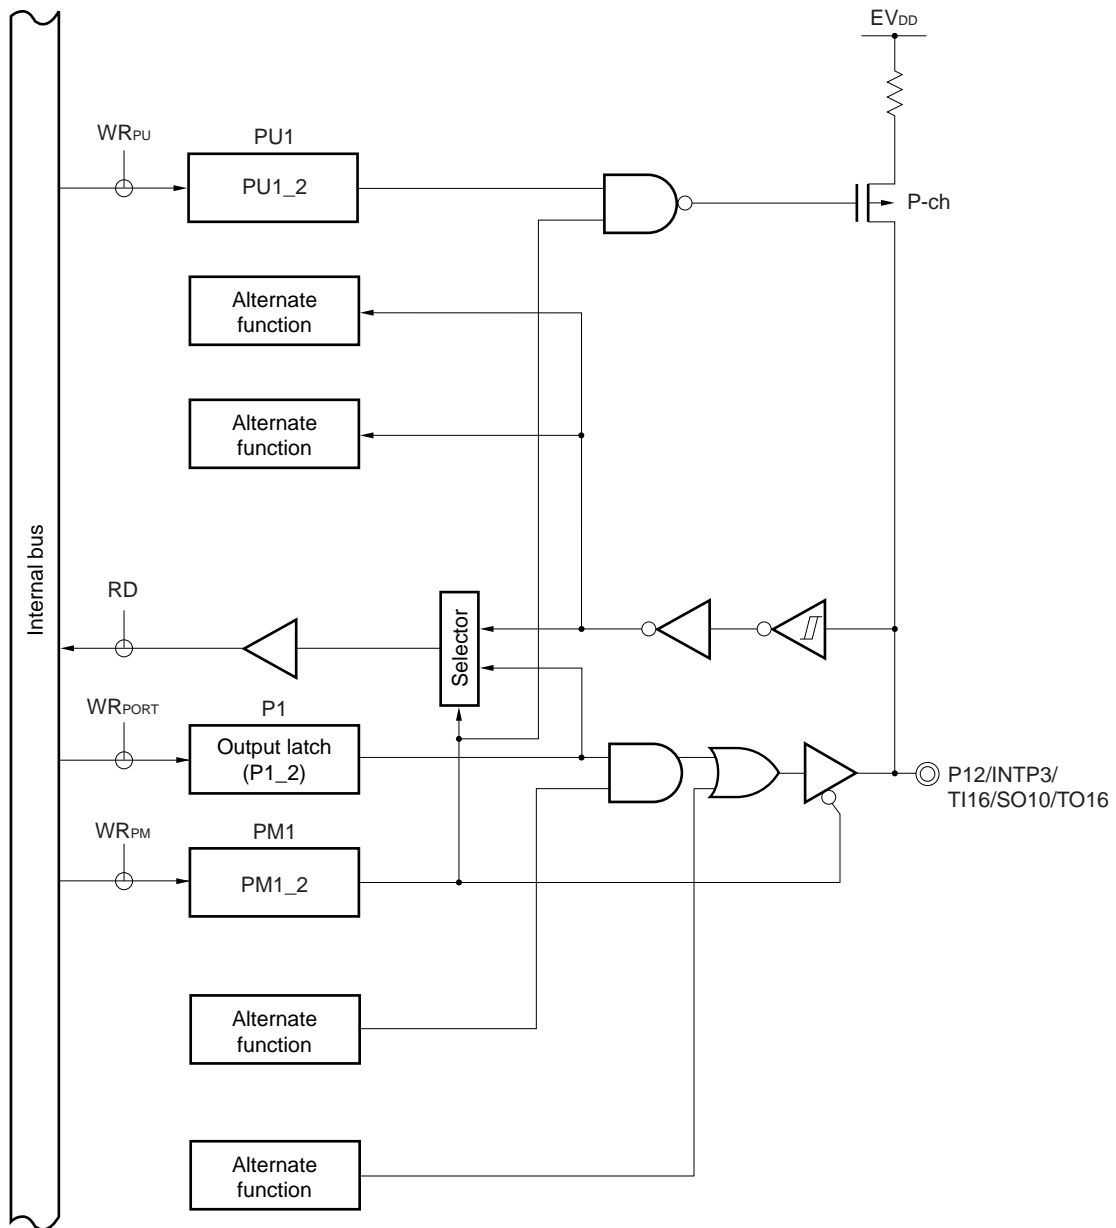 EVDD
WRPU
PU1
PU1_2
P-ch
Alternate
function
Alternate
function
Internal bus
RD
Selector
WRPORT
P1
Output latch
(P1_2)
P12/INTP3/
TI16/SO10/TO16
WRPM
PM1
PM1_2
Alternate
function
Alternate
function